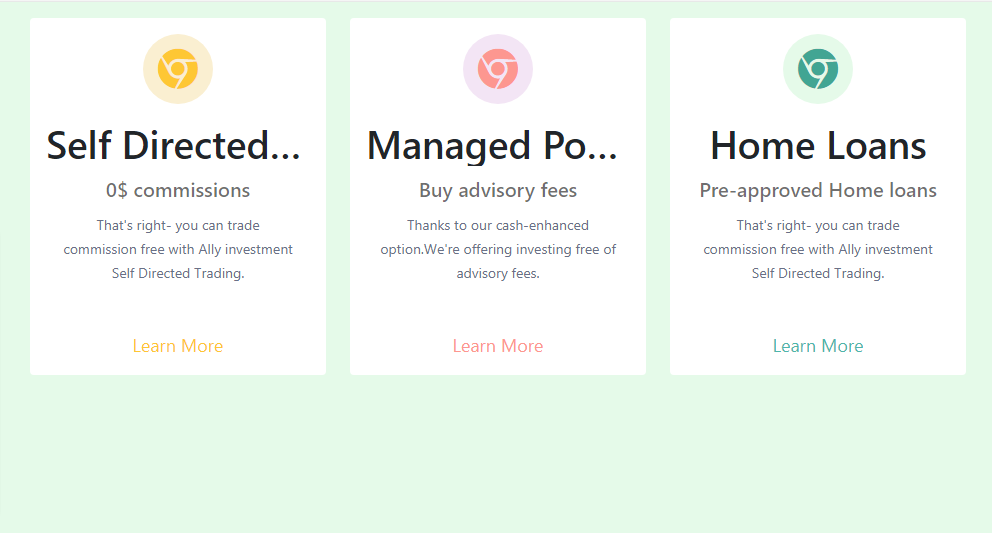 Self Directed...
0$ commissions
That's right- you can trade
commission free with Ally investment
Self Directed Trading.
Learn More
Managed Po...
Buy advisory fees
Thanks to our cash-enhanced
option.We're offering investing free of
advisory fees.
Learn More
Home Loans
Pre-approved Home loans
That's right- you can trade
commission free with Ally investment
Self Directed Trading.
Learn More